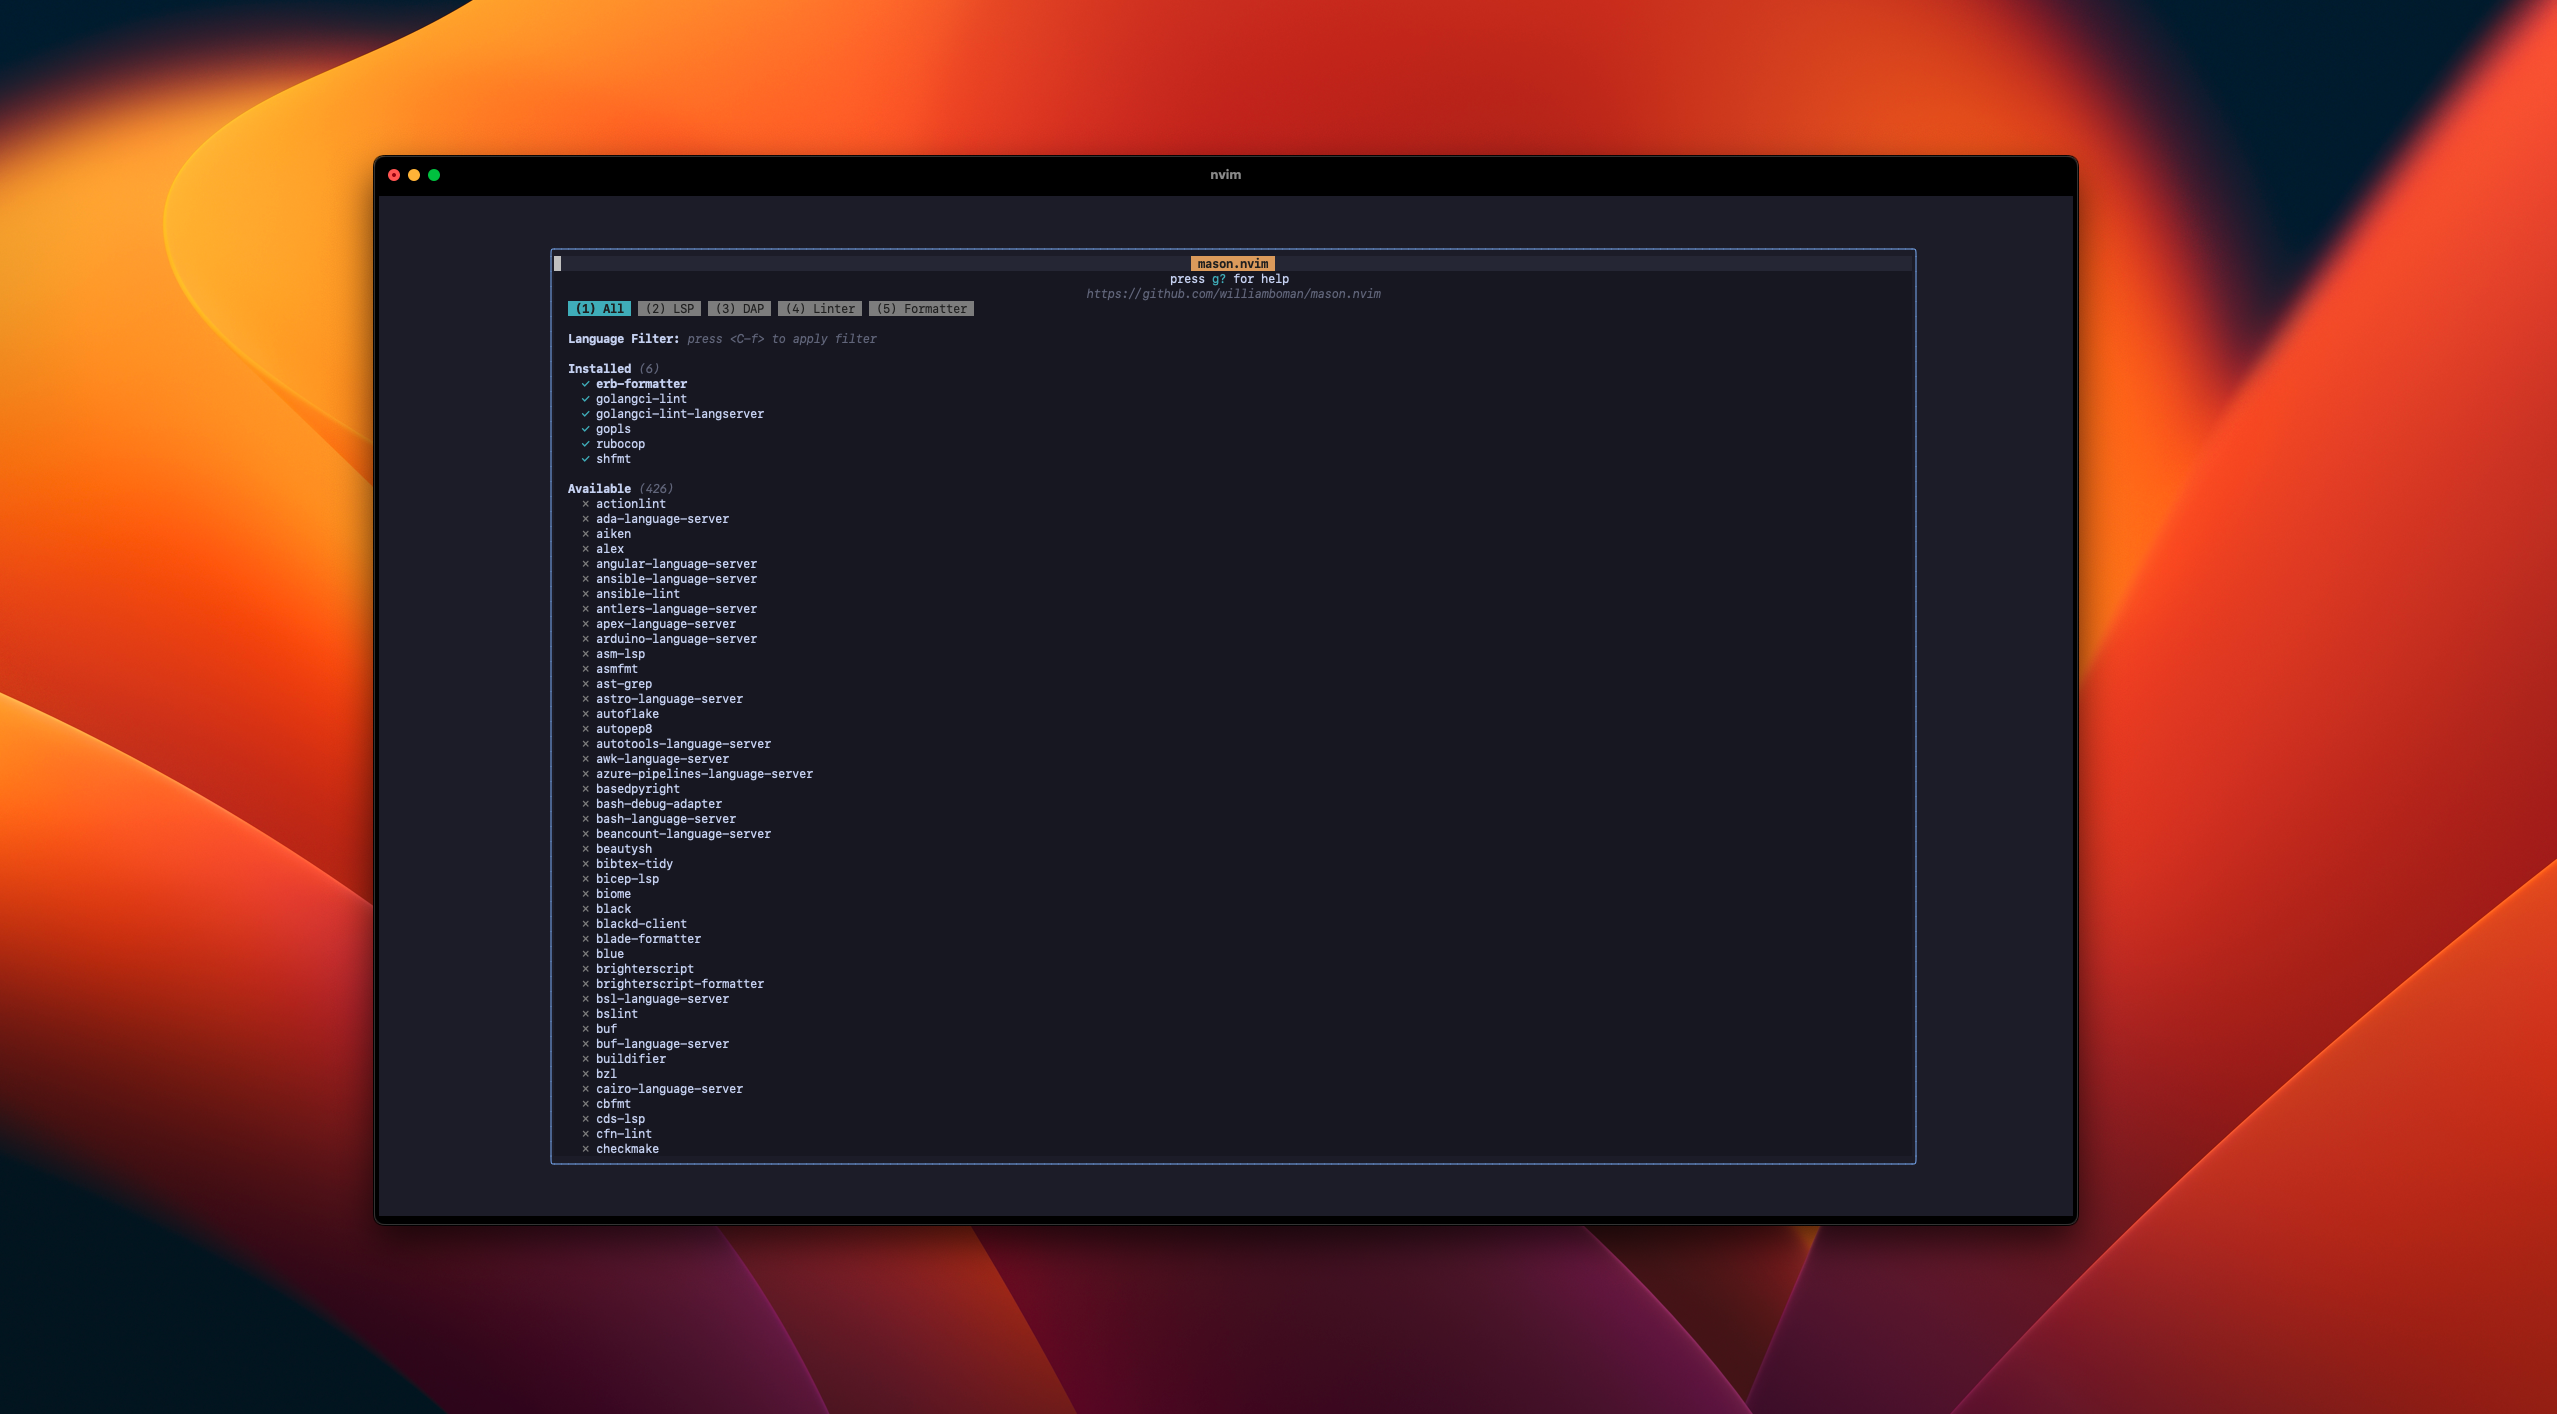 nvim
mason.nvim
press g? for help
https://github.com/williamboman/mason.nvim
(1) All (2) LSP (3) DAP (4) Linter (5) Formatter
Language Filter: press <C-f> to apply filter
Installed (6)
✓ erb-formatter
✓ golangci-lint
✓ golangci-lint-langserver
✓ gopls
✓ rubocop
✓ shfmt
Available (426)
× actionlint
× ada-language-server
× aiken
× alex
× angular-language-server
× ansible-language-server
× ansible-lint
× antlers-language-server
× apex-language-server
× arduino-language-server
× asm-lsp
× asmfmt
× ast-grep
× astro-language-server
× autoflake
× autopep8
× autotools-language-server
× awk-language-server
× azure-pipelines-language-server
× basedpyright
× bash-debug-adapter
× bash-language-server
× beancount-language-server
× beautysh
× bibtex-tidy
× bicep-lsp
× biome
× black
× blackd-client
× blade-formatter
× blue
× brighterscript
× brighterscript-formatter
× bsl-language-server
× bslint
× buf
× buf-language-server
× buildifier
× bzl
× cairo-language-server
× cbfmt
× cds-lsp
× cfn-lint
× checkmake